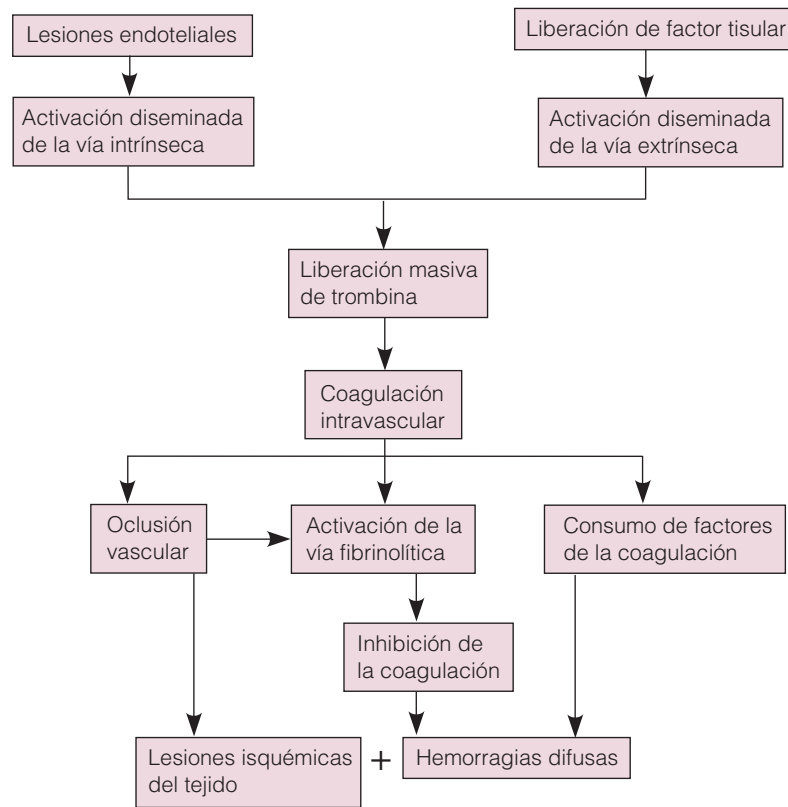 Lesiones endoteliales
Liberación de factor tisular
Activación diseminada
de la vía intrínseca
Activación diseminada
de la vía extrínseca
Liberación masiva
de trombina
Coagulación
intravascular
Oclusión
vascular
Activación de la
vía fibrinolítica
Consumo de factores
de la coagulación
Inhibición de
la coagulación
Lesiones isquémicas
del tejido
+
Hemorragias difusas